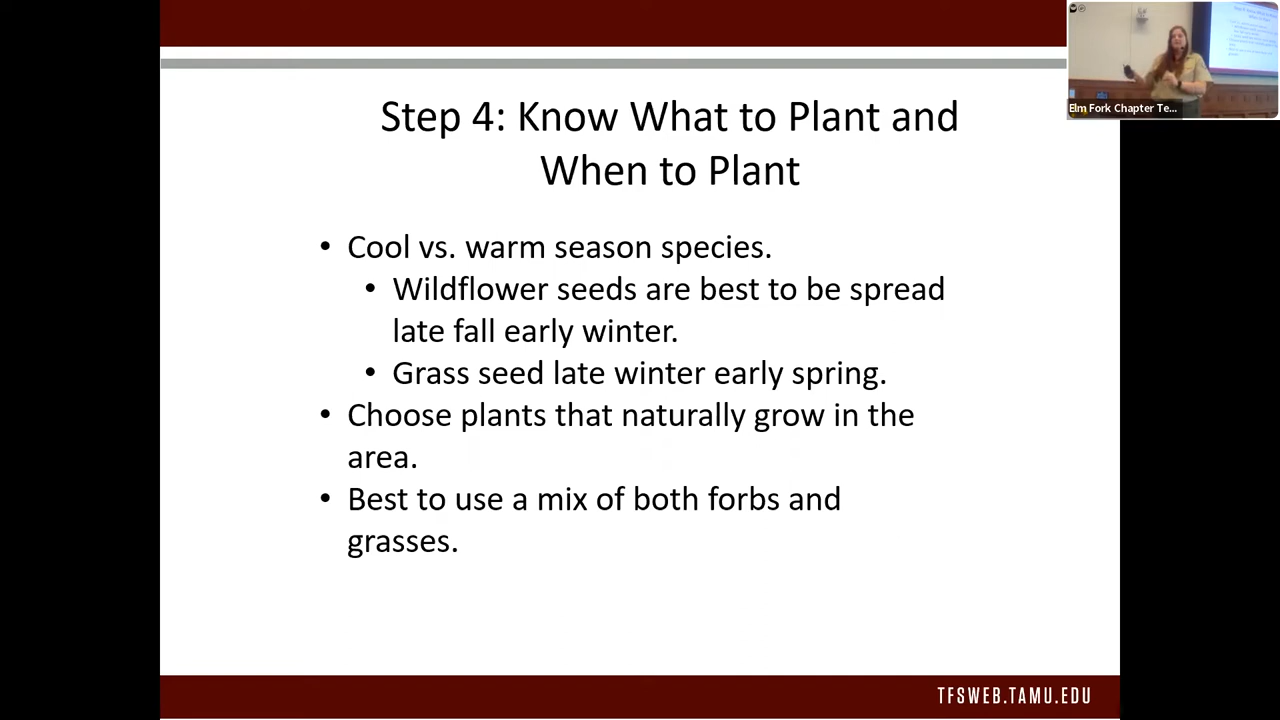 Step 4: Know What to Plant and
When to Plant
• Cool vs. warm season species.
• Wildflower seeds are best to be spread
late fall early winter.
• Grass seed late winter early spring.
• Choose plants that naturally grow in the
area.
• Best to use a mix of both forbs and
grasses.
Elm Fork Chapter Te...
TFSWEB.TAMU.EDU